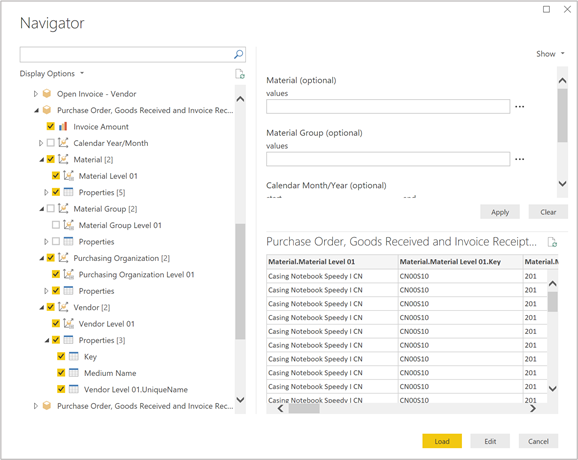 Navigator
Display Options
Open Invoice - Vendor
Purchase Order, Goods Received and Invoice Rec...
Invoice Amount
Calendar Year/Month
Material [2]
Material Level 01
Properties [5]
Material Group [2]
Material Group Level 01
Properties
Purchasing Organization [2]
Purchasing Organization Level 01
Properties
Vendor [2]
Vendor Level 01
Properties [3]
Key
Medium Name
Vendor Level 01.UniqueName
Purchase Order, Goods Received and Invoice Rec...
Show
Material (optional)
values
...
Material Group (optional)
values
...
Calendar Month/Year (optional)
start end
Apply Clear
Purchase Order, Goods Received and Invoice Receipt...
Material.Material Level 01 Material.Material Level 01.Key Material.M
Casing Notebook Speedy I CN CN00S10 201
Casing Notebook Speedy I CN CN00S10 201
Casing Notebook Speedy I CN CN00S10 201
Casing Notebook Speedy I CN CN00S10 201
Casing Notebook Speedy I CN CN00S10 201
Casing Notebook Speedy I CN CN00S10 201
Casing Notebook Speedy I CN CN00S10 201
Casing Notebook Speedy I CN CN00S10 201
Casing Notebook Speedy I CN CN00S10 201
Casing Notebook Speedy I CN CN00S10 201
Load Edit Cancel